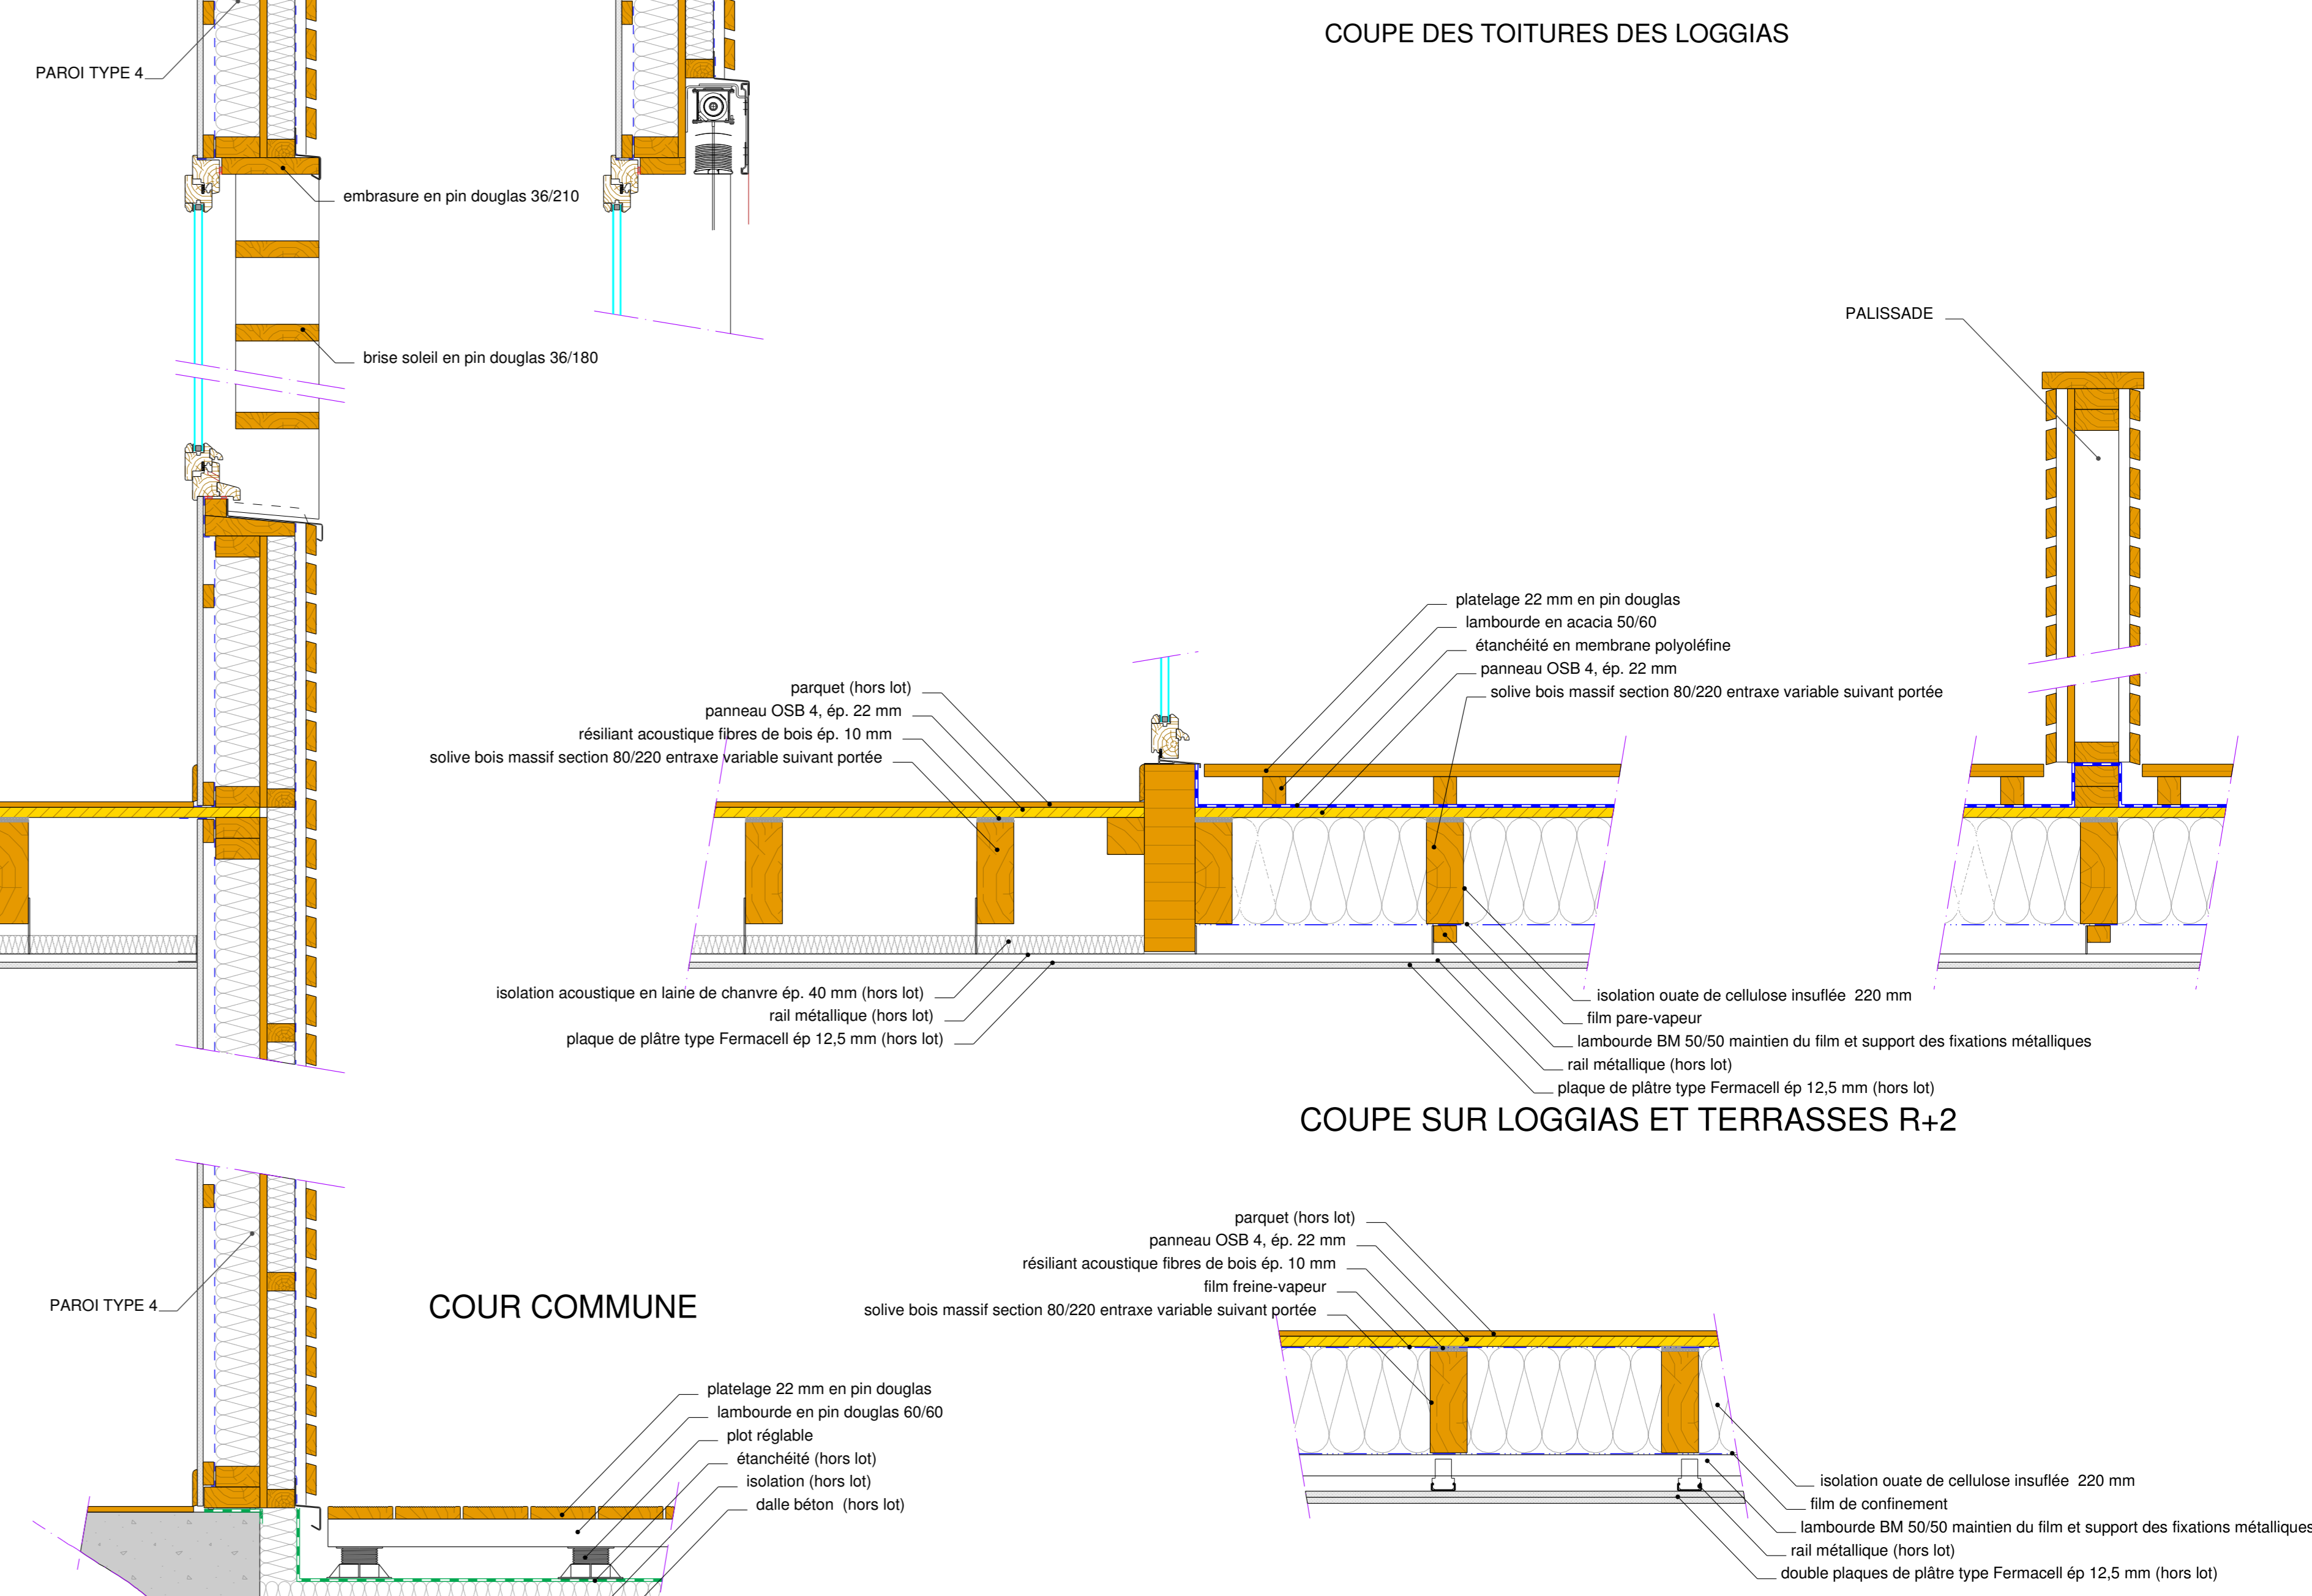 COUPE DES TOITURES DES LOGGIAS
PAROI TYPE 4
embrasure en pin douglas 36/210
brise soleil en pin douglas 36/180
PALISSADE
platelage 22 mm en pin douglas
lambourde en acacia 50/60
étanchéité en membrane polyoléfine
panneau OSB 4, ép. 22 mm
solive bois massif section 80/220 entraxe variable suivant portée
parquet (hors lot)
panneau OSB 4, ép. 22 mm
résiliant acoustique fibres de bois ép. 10 mm
solive bois massif section 80/220 entraxe variable suivant portée
isolation acoustique en laine de chanvre ép. 40 mm (hors lot)
rail métallique (hors lot)
plaque de plâtre type Fermacell ép 12,5 mm (hors lot)
isolation ouate de cellulose insuflée 220 mm
film pare-vapeur
lambourde BM 50/50 maintien du film et support des fixations métalliques
rail métallique (hors lot)
plaque de plâtre type Fermacell ép 12,5 mm (hors lot)
COUPE SUR LOGGIAS ET TERRASSES R+2
PAROI TYPE 4
COUR COMMUNE
platelage 22 mm en pin douglas
lambourde en pin douglas 60/60
plot réglable
étanchéité (hors lot)
isolation (hors lot)
dalle béton (hors lot)
parquet (hors lot)
panneau OSB 4, ép. 22 mm
résiliant acoustique fibres de bois ép. 10 mm
film freine-vapeur
solive bois massif section 80/220 entraxe variable suivant portée
isolation ouate de cellulose insuflée 220 mm
film de confinement
lambourde BM 50/50 maintien du film et support des fixations métalliques
rail métallique (hors lot)
double plaques de plâtre type Fermacell ép 12,5 mm (hors lot)